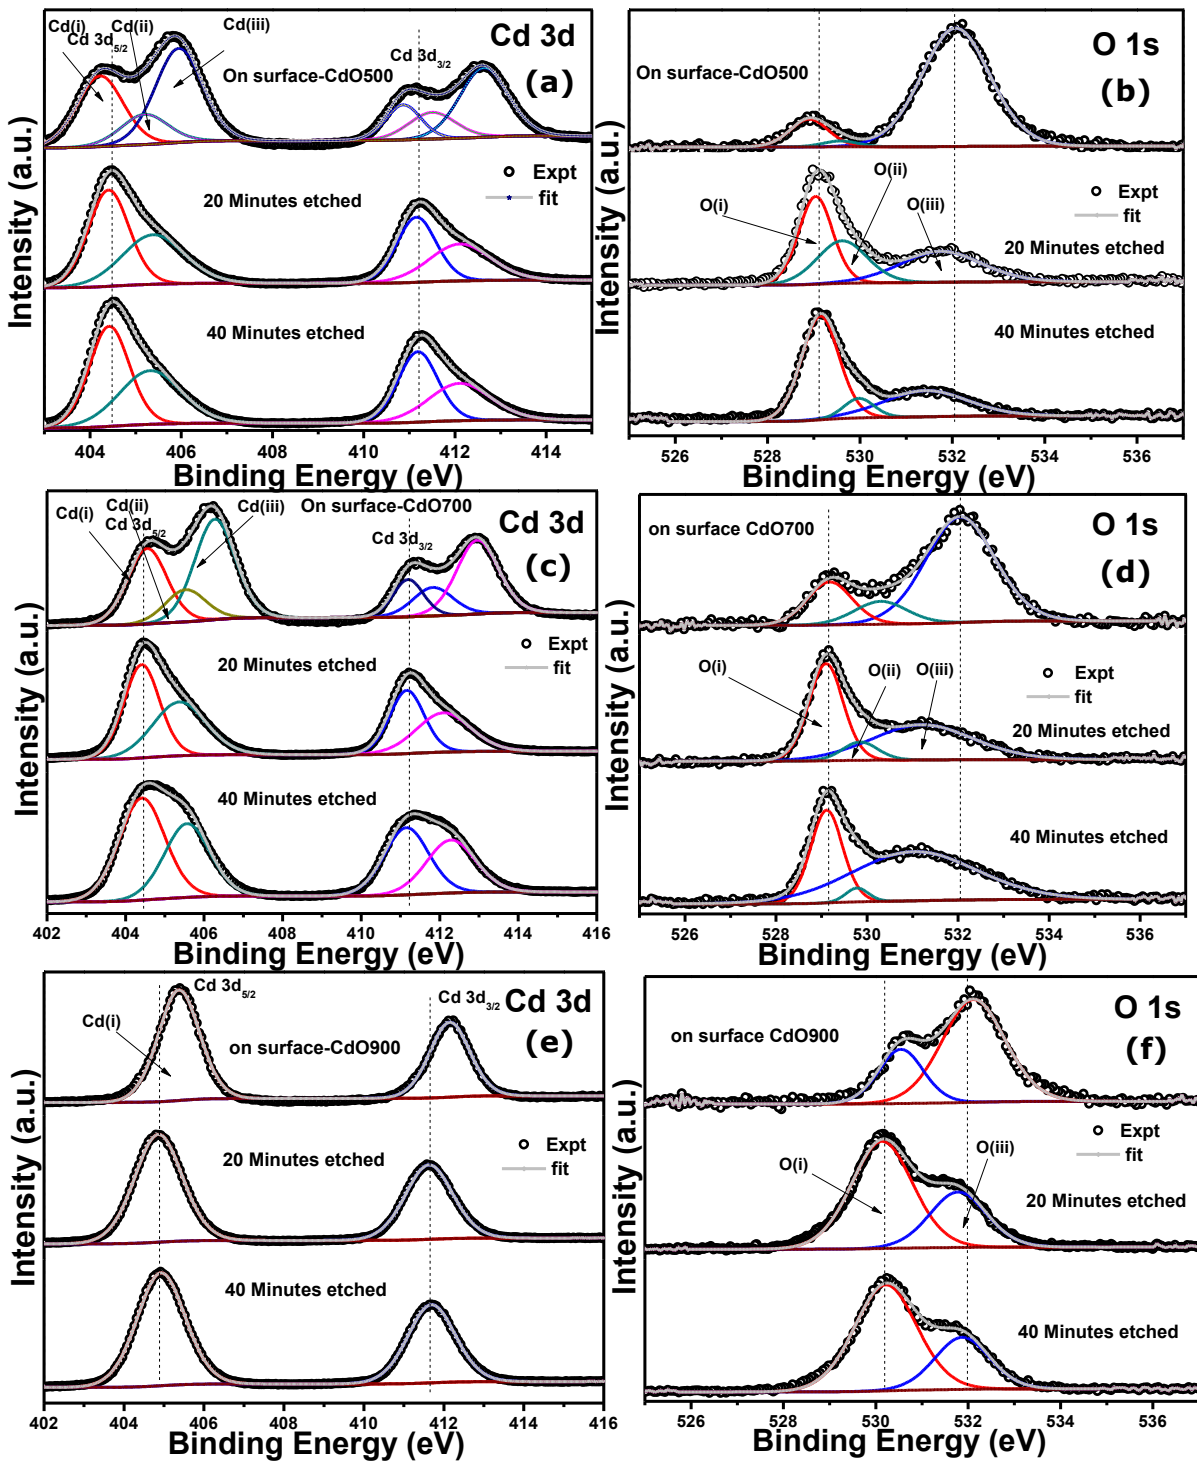 Cd(i)
Cd(ii)
Cd(iii)
Cd 3d5/2
Cd 3d3/2
Cd 3d
On surface-CdO500
(a)
Expt
fit
20 Minutes etched
40 Minutes etched
Intensity (a.u.)
404 406 408 410 412 414
Binding Energy (eV)
O 1s
On surface-CdO500
(b)
O(i)
O(ii)
O(iii)
Expt
fit
20 Minutes etched
40 Minutes etched
Intensity (a.u.)
526 528 530 532 534 536
Binding Energy (eV)
Cd(i)
Cd(ii)
Cd 3d5/2
Cd(iii)
On surface-CdO700
Cd 3d3/2
Cd 3d
(c)
Expt
fit
20 Minutes etched
40 Minutes etched
Intensity (a.u.)
402 404 406 408 410 412 414 416
Binding Energy (eV)
on surface CdO700
O 1s
(d)
O(i)
O(ii)
O(iii)
Expt
fit
20 Minutes etched
40 Minutes etched
Intensity (a.u.)
526 528 530 532 534 536
Binding Energy (eV)
Cd 3d5/2
Cd 3d3/2
Cd 3d
Cd(i)
on surface-CdO900
(e)
Expt
fit
20 Minutes etched
40 Minutes etched
Intensity (a.u.)
402 404 406 408 410 412 414 416
Binding Energy (eV)
on surface CdO900
O 1s
(f)
O(i)
O(iii)
Expt
fit
20 Minutes etched
40 Minutes etched
Intensity (a.u.)
526 528 530 532 534 536
Binding Energy (eV)